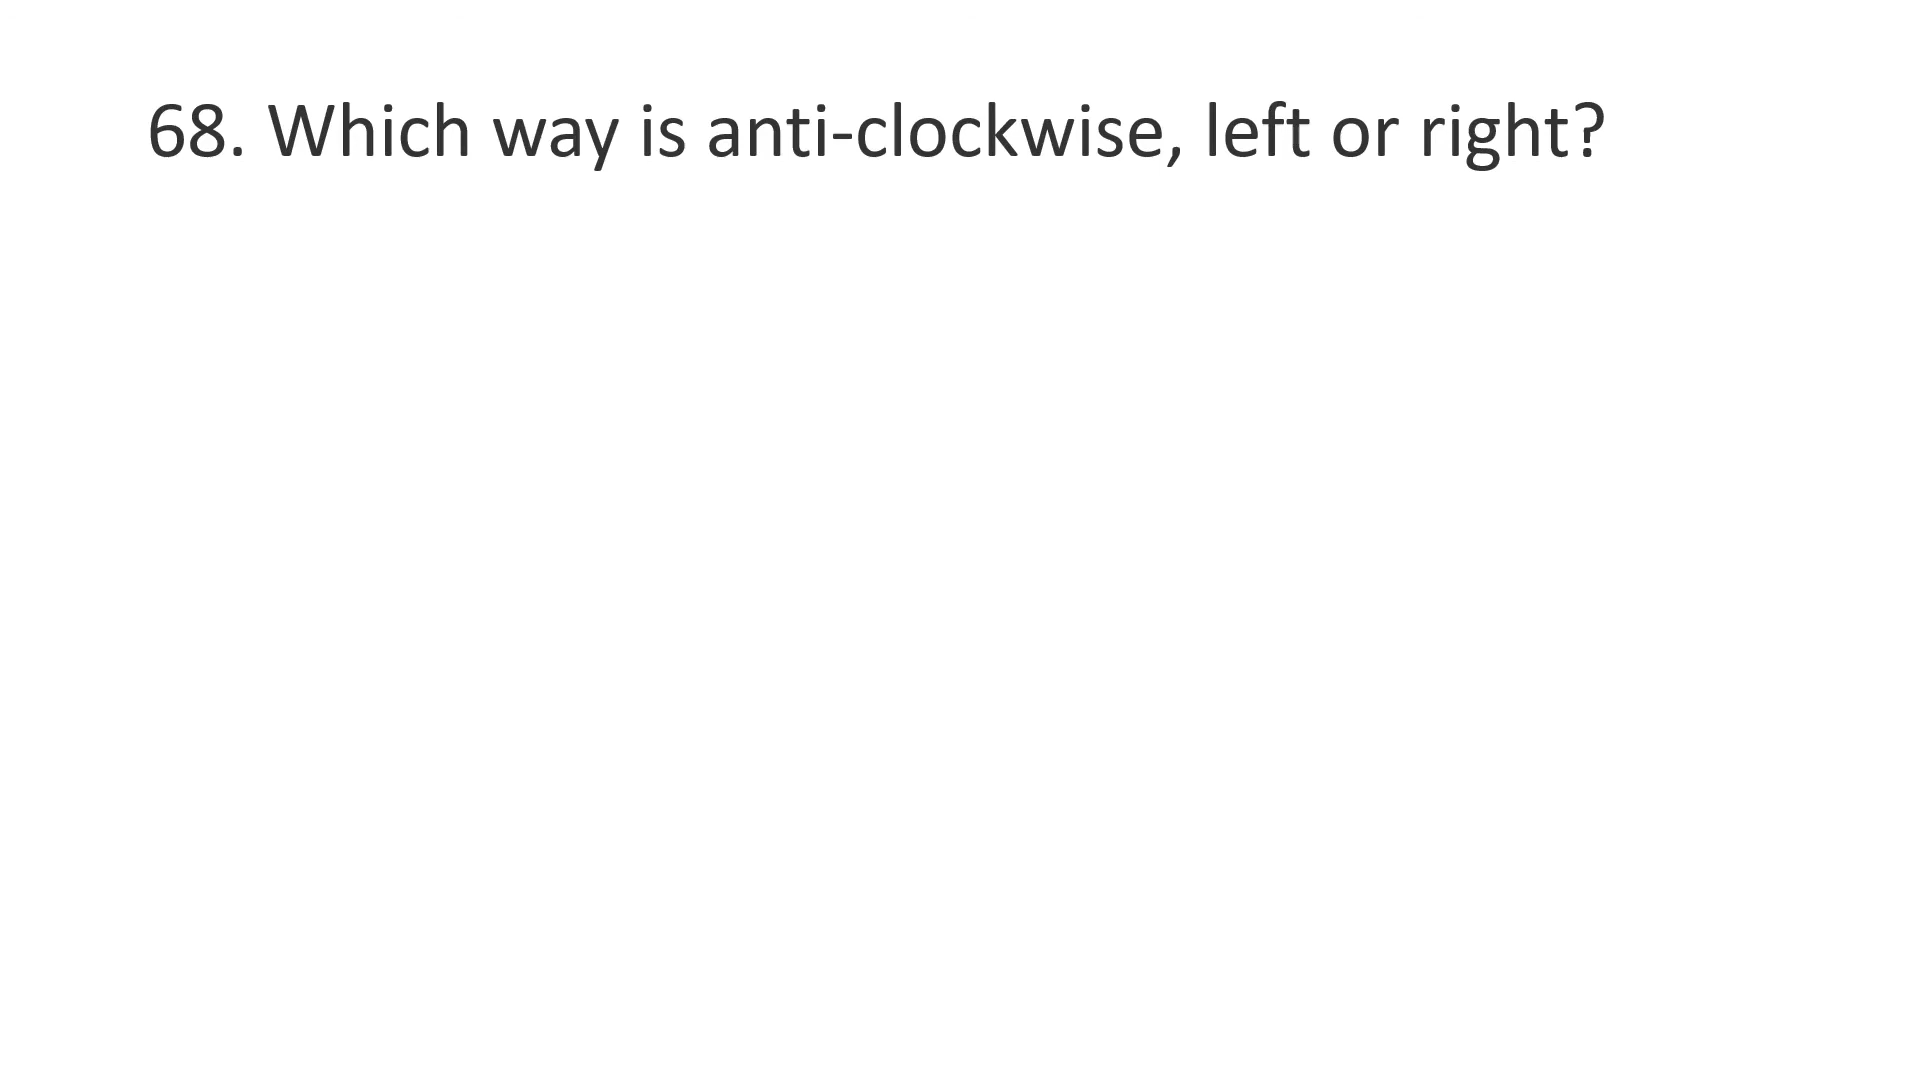 68. Which way is anti-clockwise, left or right?